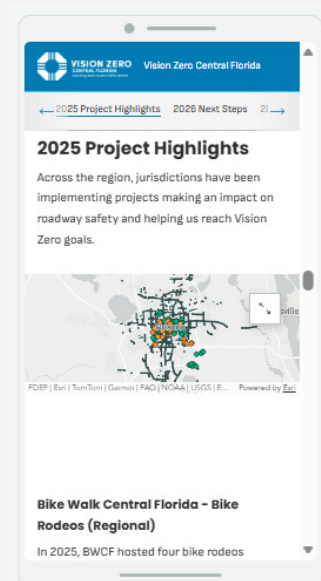 VISION ZERO
CENTRAL FLORIDA
Vision Zero Central Florida
2025 Project Highlights 2026 Next Steps
2025 Project Highlights
Across the region, jurisdictions have been
implementing projects making an impact on
roadway safety and helping us reach Vision
Zero goals.
sville
FDEP | Esri | TomTom | Garmin | FAO | NOAA | USGS | E... Powered by Esri
Bike Walk Central Florida - Bike
Rodeos (Regional)
In 2025, BWCF hosted four bike rodeos